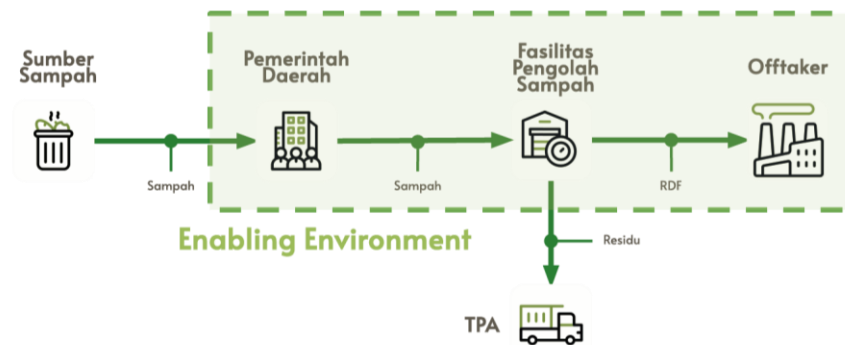 Sumber
Sampah
Pemerintah
Daerah
Fasilitas
Pengolah
Sampah
Offtaker
Sampah
Sampah
RDF
Enabling Environment
Residu
TPA